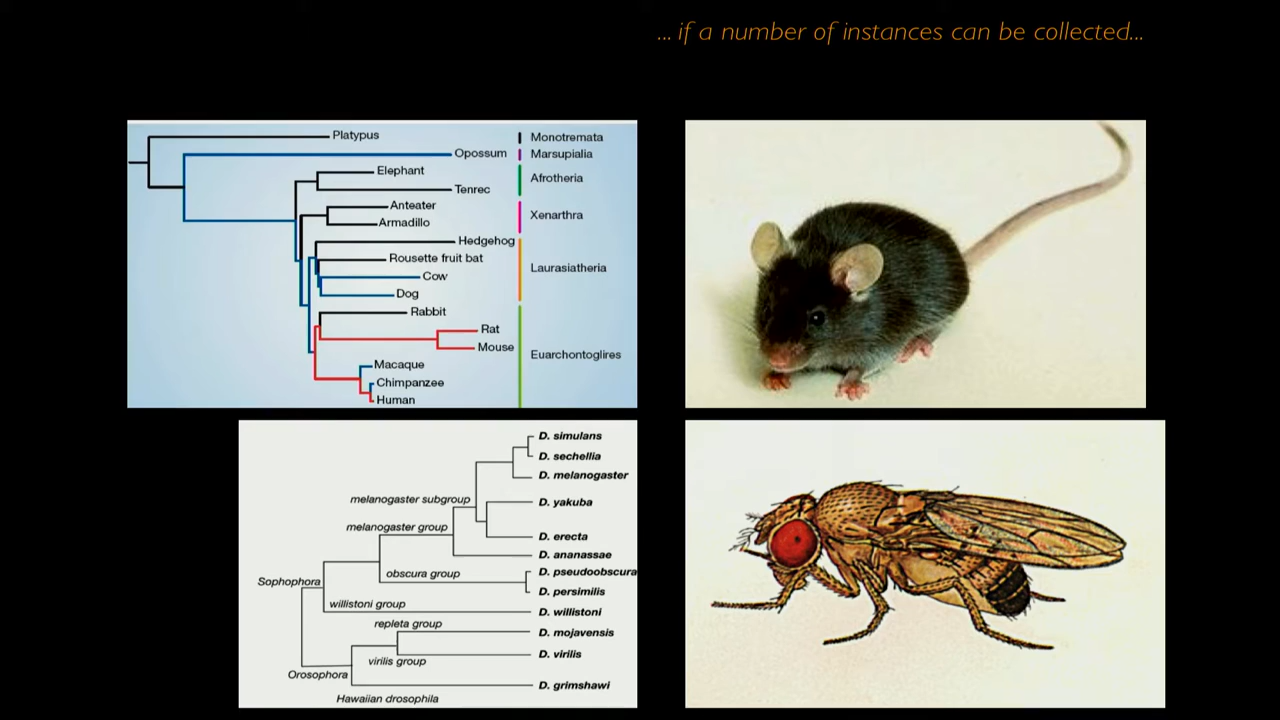 ... if a number of instances can be collected...
Platypus
Monotremata
Opossum
Marsupialia
Elephant
Afrotheria
Tenrec
Anteater
Xenarthra
Armadillo
Hedgehog
Rousette fruit bat
Laurasiatheria
Cow
Dog
Rabbit
Rat
Mouse
Euarchontoglires
Macaque
Chimpanzee
Human
D. simulans
D. sechellia
D. melanogaster
melanogaster subgroup
D. yakuba
melanogaster group
D. erecta
D. ananassae
obscura group
D. pseudoobscura
Sophophora
D. persimilis
willistoni group
D. willistoni
repleta group
D. mojavensis
virilis group
D. virilis
Orosophora
D. grimshawi
Hawaiian drosophila